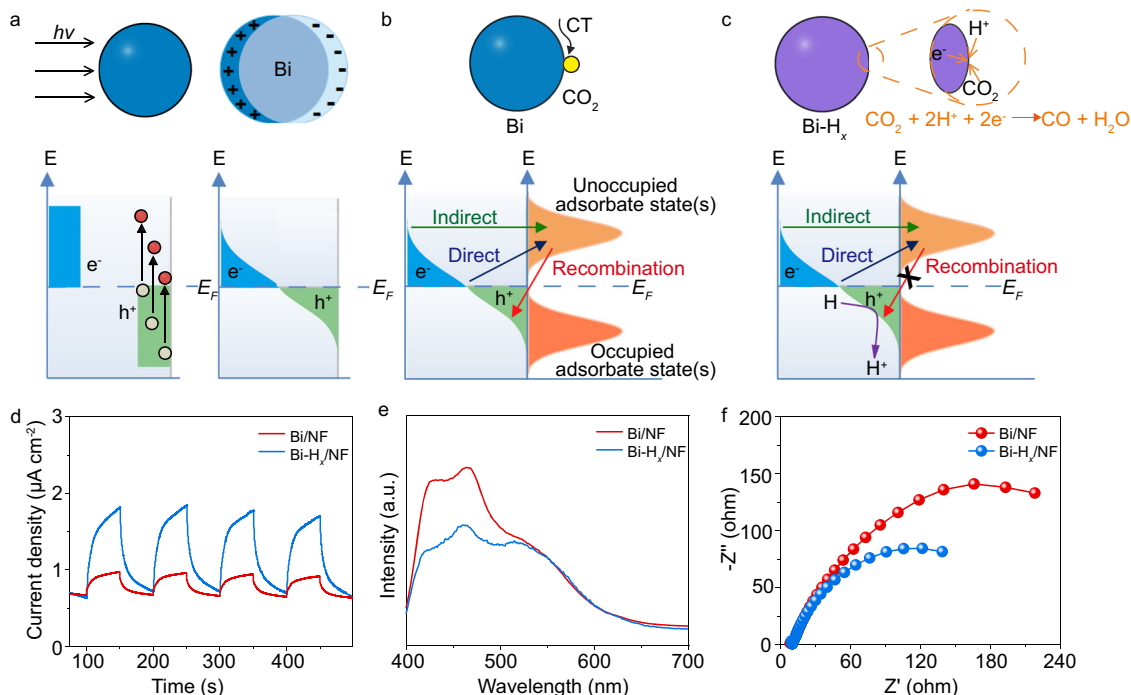 a
hv
+ + + + + + + +
Bi
- - - - - - - -
E
e-
h+
EF
b
CT
CO2
Bi
E
E
Unoccupied
adsorbate state(s)
Indirect
Direct
e-
Recombination
h+
EF
Occupied
adsorbate state(s)
c
H+
e-
CO2
Bi-Hx
CO2 + 2H+ + 2e- → CO + H2O
E
E
Indirect
Direct
e-
Recombination
X
h+
EF
H
H+
d
Bi/NF
Bi-Hx/NF
Current density (μA cm-2)
3
2
1
0
100 200 300 400
Time (s)
e
Bi/NF
Bi-Hx/NF
Intensity (a.u.)
400 500 600 700
Wavelength (nm)
f
Bi/NF
Bi-Hx/NF
-Z" (ohm)
200
150
100
50
0
0 60 120 180 240
Z' (ohm)